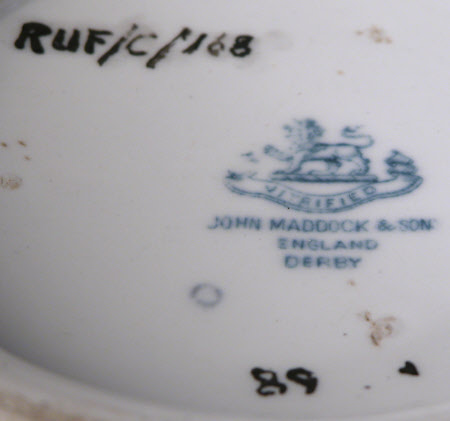 RUF/C/168
VITRIFIED
JOHN MADDOCK & SONS
ENGLAND
DERBY
89